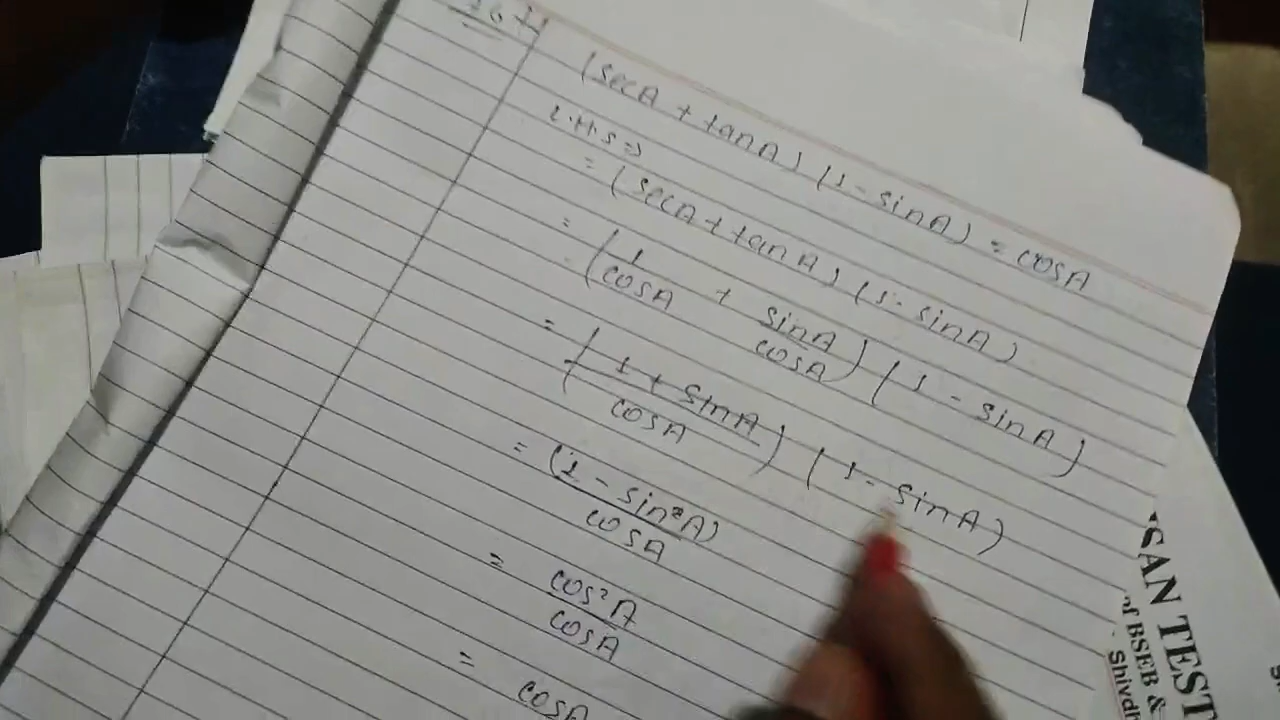 (secA + tanA) (1 - sinA) = cosA
L.H.S ⇒
= (secA + tanA) (1 - sinA)
= (1/cosA + sinA/cosA) (1 - sinA)
= (1 + sinA/cosA) (1 - sinA)
= (1 - sin²A)/cosA
= cos²A/cosA
= cosA
SAN TEST
of BSEB &